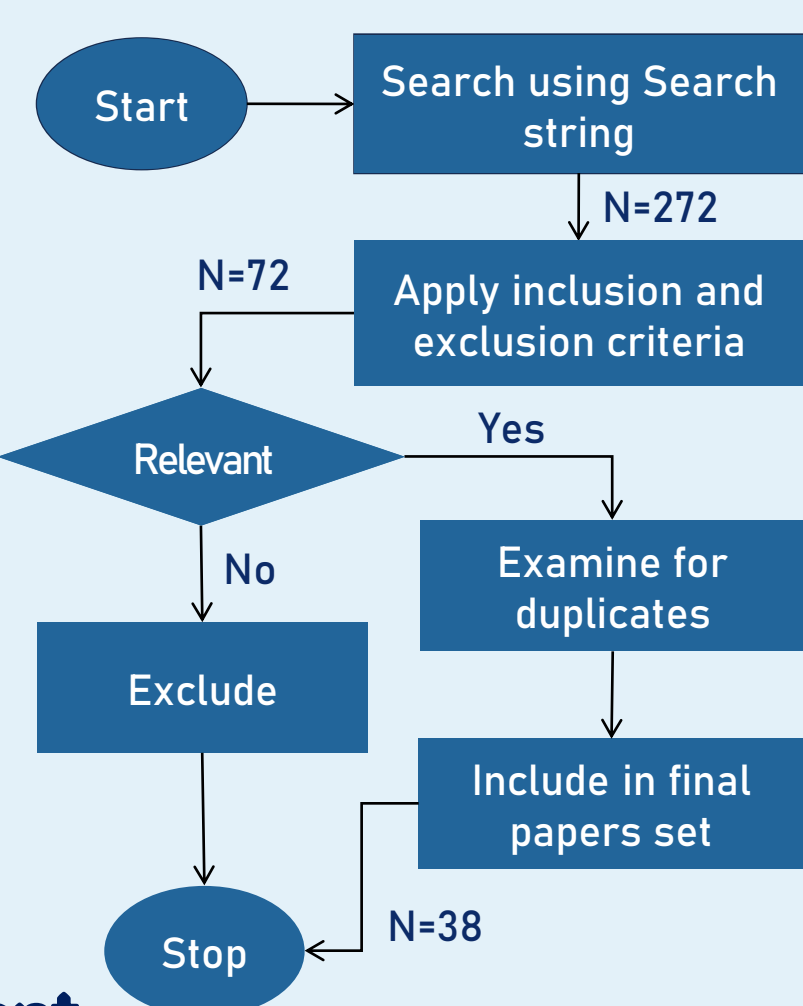 Start
Search using Search
string
N=272
N=72
Apply inclusion and
exclusion criteria
Relevant
Yes
No
Examine for
duplicates
Exclude
Include in final
papers set
N=38
Stop